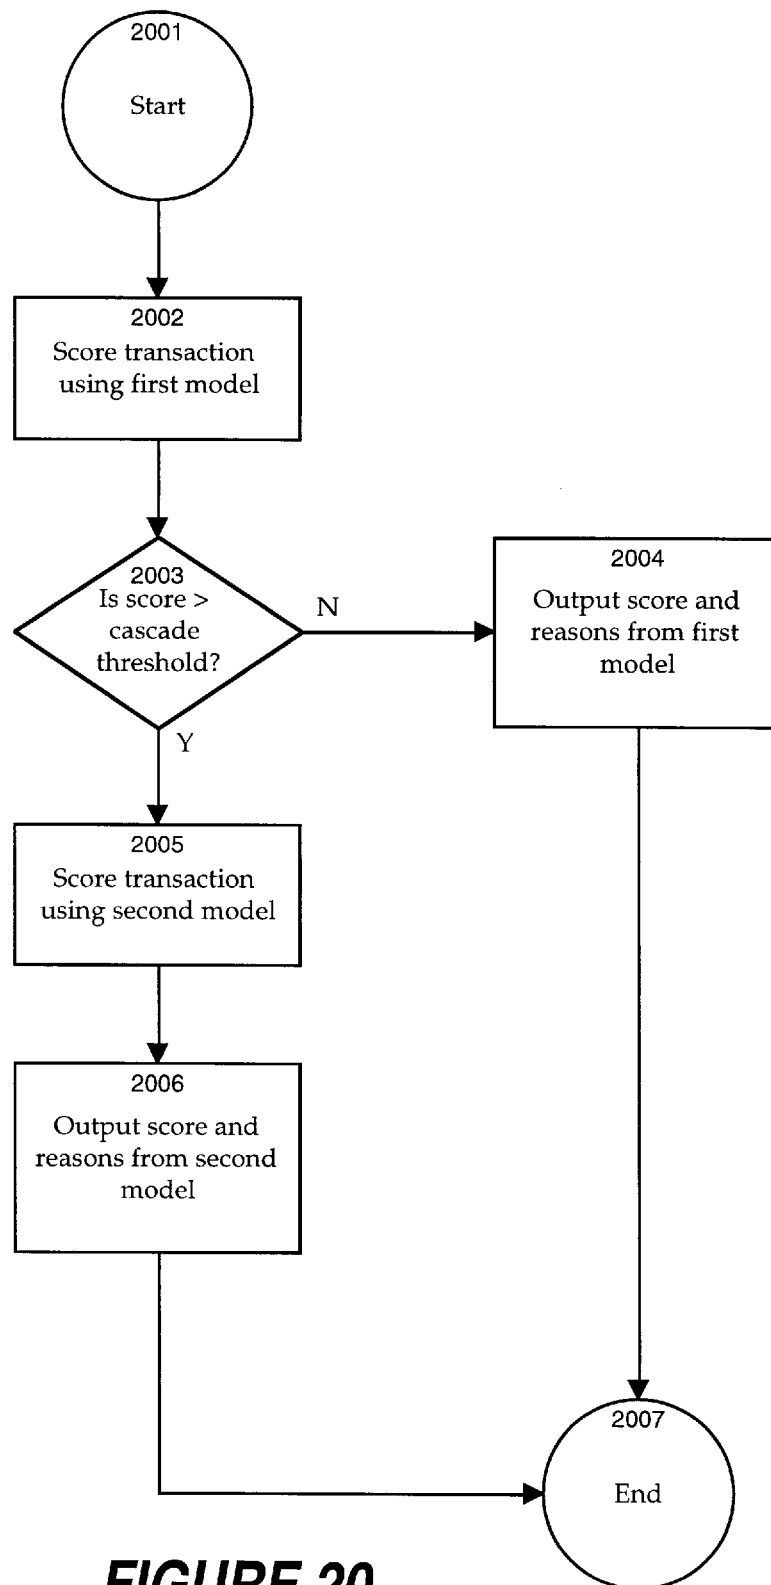 2001
Start
2002
Score transaction
using first model
2003
Is score >
cascade
threshold?
N
2004
Output score and
reasons from first
model
Y
2005
Score transaction
using second model
2006
Output score and
reasons from second
model
2007
End
FIGURE 20